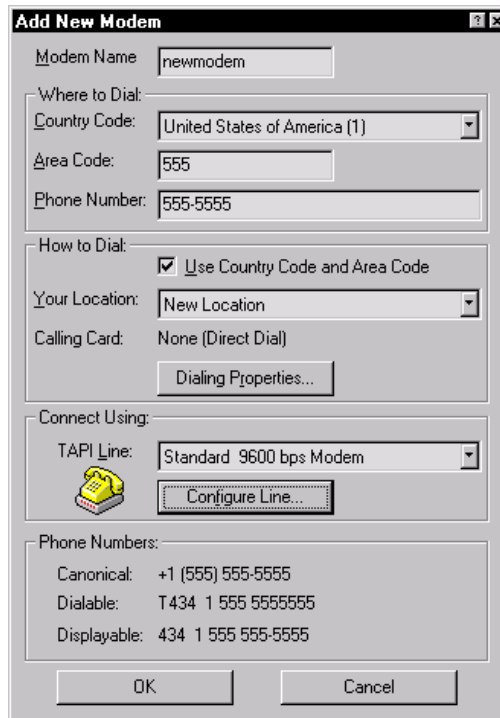 Add New Modem
Modem Name newmodem
Where to Dial:
Country Code: United States of America (1)
Area Code: 555
Phone Number: 555-5555
How to Dial:
Use Country Code and Area Code
Your Location: New Location
Calling Card: None (Direct Dial)
Dialing Properties...
Connect Using:
TAPI Line: Standard 9600 bps Modem
Configure Line...
Phone Numbers:
Canonical: +1 (555) 555-5555
Dialable: T434 1 555 5555555
Displayable: 434 1 555 555-5555
OK Cancel